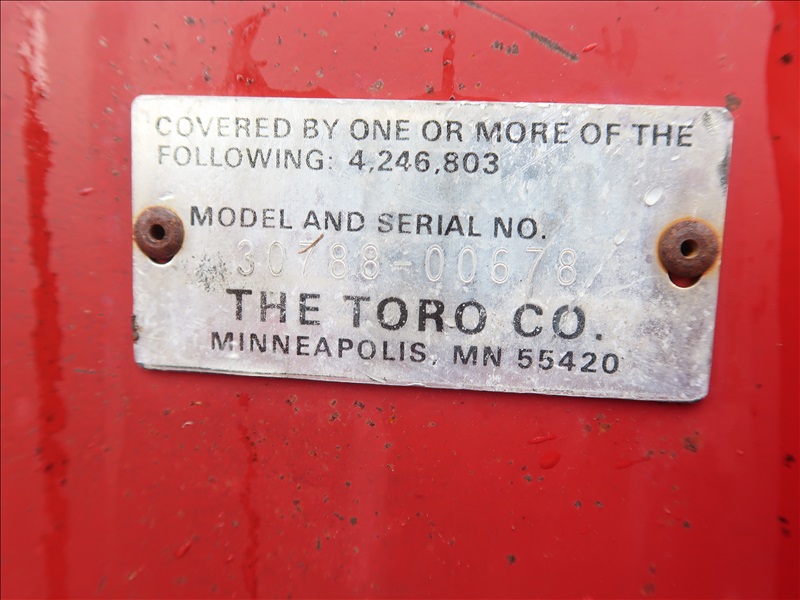 COVERED BY ONE OR MORE OF THE
FOLLOWING: 4,246,803
MODEL AND SERIAL NO.
30788-00678
THE TORO CO.
MINNEAPOLIS, MN 55420